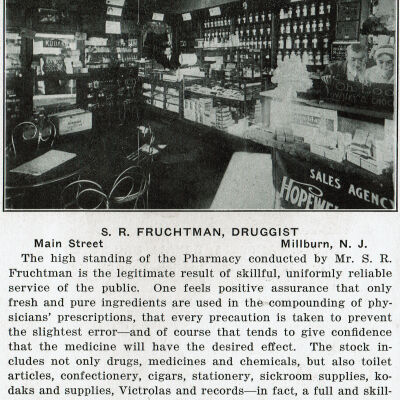 SALES AGENCY
HOPEWE
S. R. FRUCHTMAN, DRUGGIST
Main Street Millburn, N. J.
The high standing of the Pharmacy conducted by Mr. S. R.
Fruchtman is the legitimate result of skillful, uniformly reliable
service of the public. One feels positive assurance that only
fresh and pure ingredients are used in the compounding of phy-
sicians' prescriptions, that every precaution is taken to prevent
the slightest error—and of course that tends to give confidence
that the medicine will have the desired effect. The stock in-
cludes not only drugs, medicines and chemicals, but also toilet
articles, confectionery, cigars, stationery, sickroom supplies, ko-
daks and supplies, Victrolas and records—in fact, a full and skill-